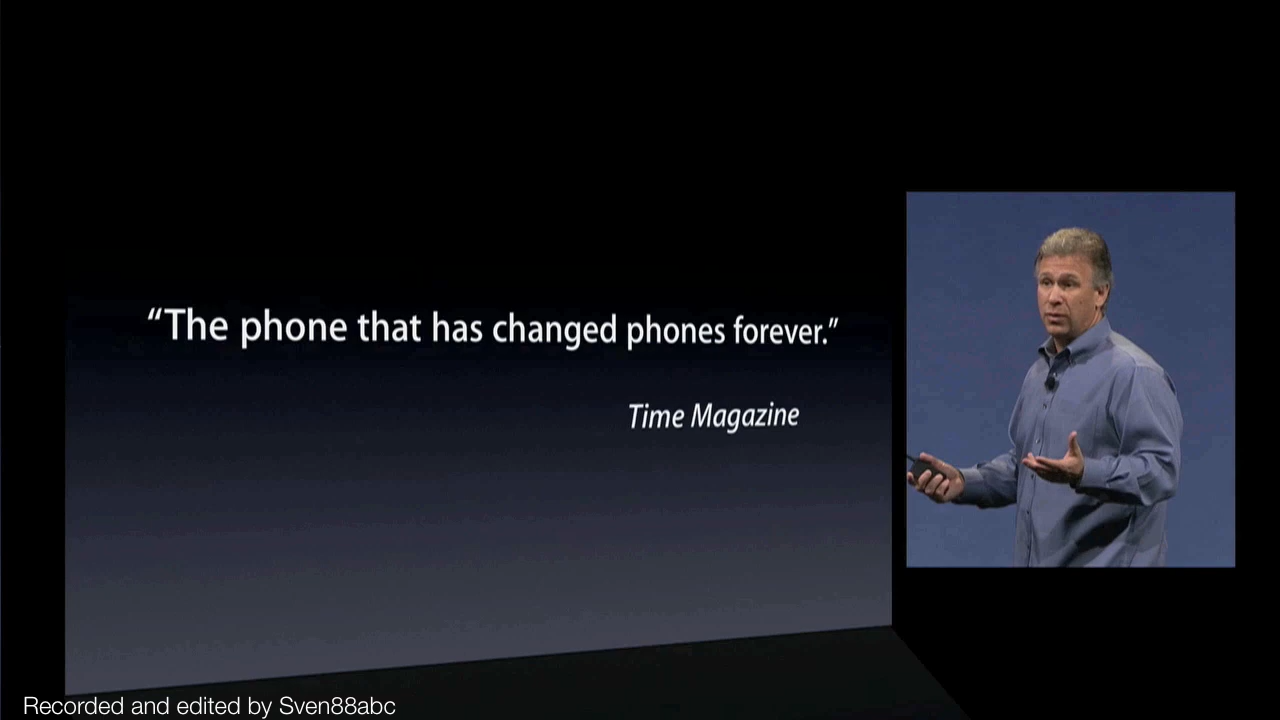 “The phone that has changed phones forever.”
Time Magazine
Recorded and edited by Sven88abc